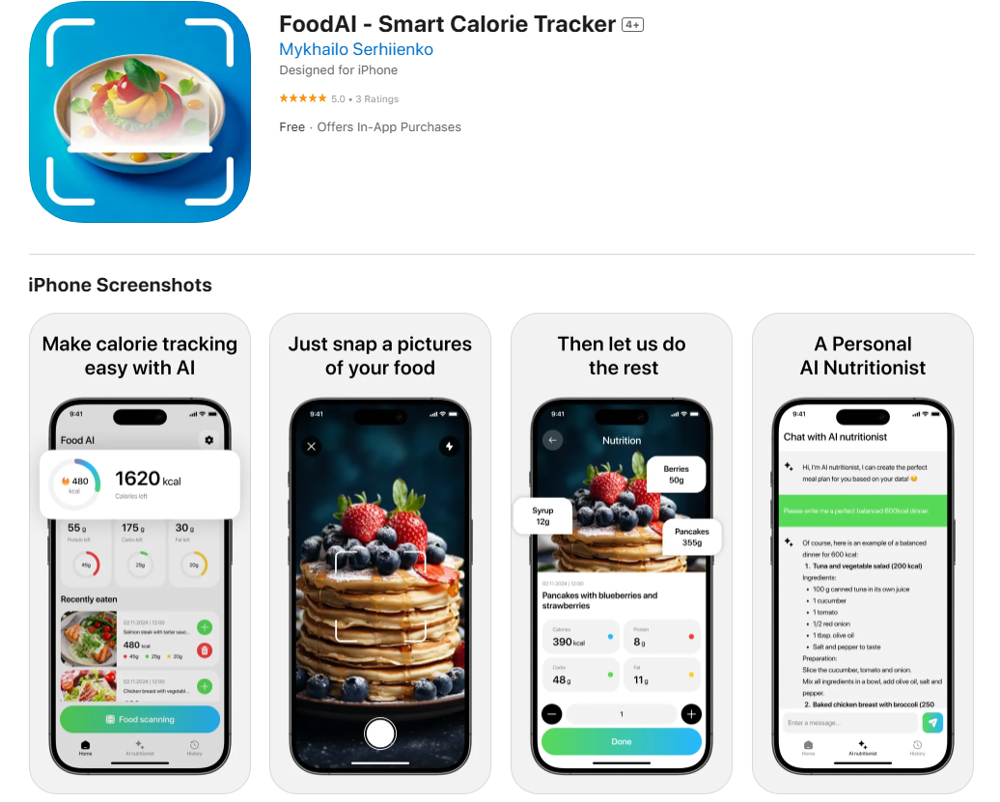 FoodAI - Smart Calorie Tracker 4+
Mykhailo Serhiienko
Designed for iPhone
5.0 • 3 Ratings
Free · Offers In-App Purchases
iPhone Screenshots
Make calorie tracking
easy with AI
9:41
Food AI
480
kcal
1620 kcal
Calories left
55 g
Protein left
175 g
Carbs left
30 g
Fat left
45g
25g
20g
Recently eaten
02.11.2024 | 12:00
Salmon steak with tartar sauc...
480 kcal
45g 25g 20g
02.11.2024 | 12:00
Chicken breast with vegetabl...
Food scanning
Home
AI nutritionist
History
Just snap a pictures
of your food
9:41
Then let us do
the rest
9:41
Nutrition
Berries
50g
Syrup
12g
Pancakes
355g
02.11.2024 | 12:00
Pancakes with blueberries and
strawberries
Calories
390 kcal
Protein
8 g
Carbs
48 g
Fat
11 g
1
Done
A Personal
AI Nutritionist
9:41
Chat with AI nutritionist
Hi, I'm AI nutritionist, I can create the perfect
meal plan for you based on your data!
Please write me a perfect balanced 600kcal dinner.
Of course, here is an example of a balanced
dinner for 600 kcal:
1. Tuna and vegetable salad (200 kcal)
Ingredients:
• 100 g canned tuna in its own juice
• 1 cucumber
• 1 tomato
• 1/2 red onion
• 1 tbsp. olive oil
• Salt and pepper to taste
Preparation:
Slice the cucumber, tomato and onion.
Mix all ingredients in a bowl, add olive oil, salt and
pepper.
2. Baked chicken breast with broccoli (250
Enter a message...
Home
AI nutritionist
History